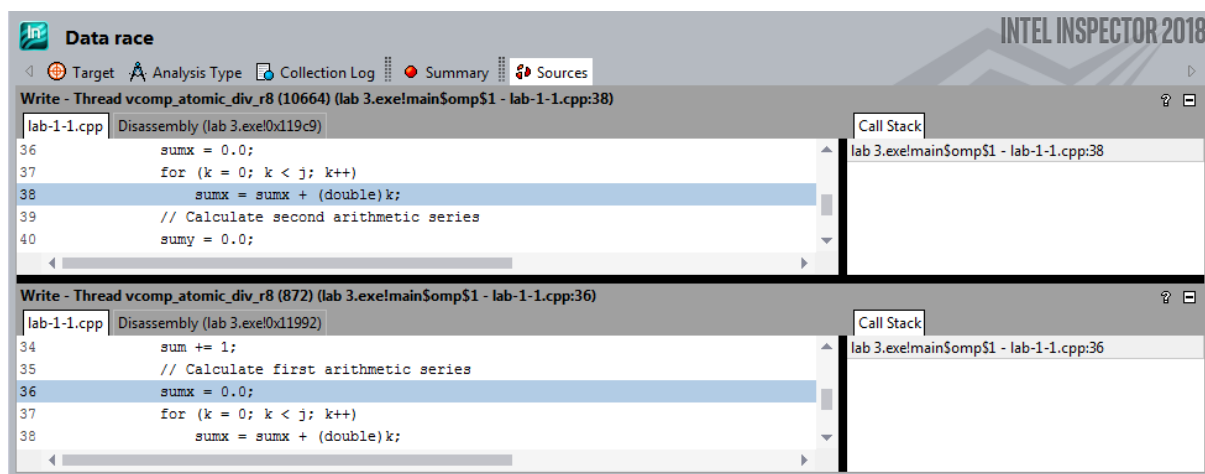 In
Data race
INTEL INSPECTOR 2018
Target Analysis Type Collection Log Summary Sources
Write - Thread vcomp_atomic_div_r8 (10664) (lab 3.exe!main$omp$1 - lab-1-1.cpp:38) ?
lab-1-1.cpp Disassembly (lab 3.exe!0x119c9) Call Stack
36 sumx = 0.0; lab 3.exe!main$omp$1 - lab-1-1.cpp:38
37 for (k = 0; k < j; k++)
38 sumx = sumx + (double)k;
39 // Calculate second arithmetic series
40 sumy = 0.0;
Write - Thread vcomp_atomic_div_r8 (872) (lab 3.exe!main$omp$1 - lab-1-1.cpp:36) ?
lab-1-1.cpp Disassembly (lab 3.exe!0x11992) Call Stack
34 sum += 1; lab 3.exe!main$omp$1 - lab-1-1.cpp:36
35 // Calculate first arithmetic series
36 sumx = 0.0;
37 for (k = 0; k < j; k++)
38 sumx = sumx + (double)k;